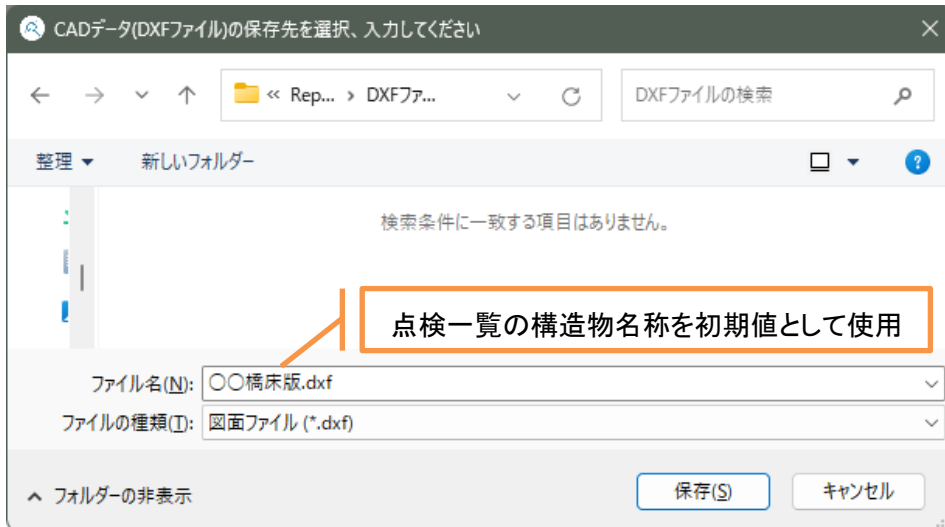 CADデータ(DXFファイル)の保存先を選択、入力してください
« Rep... › DXFファ...
DXFファイルの検索
整理
新しいフォルダー
検索条件に一致する項目はありません。
点検一覧の構造物名称を初期値として使用
ファイル名(N): 〇〇橋床版.dxf
ファイルの種類(T): 図面ファイル (*.dxf)
フォルダーの非表示
保存(S)
キャンセル